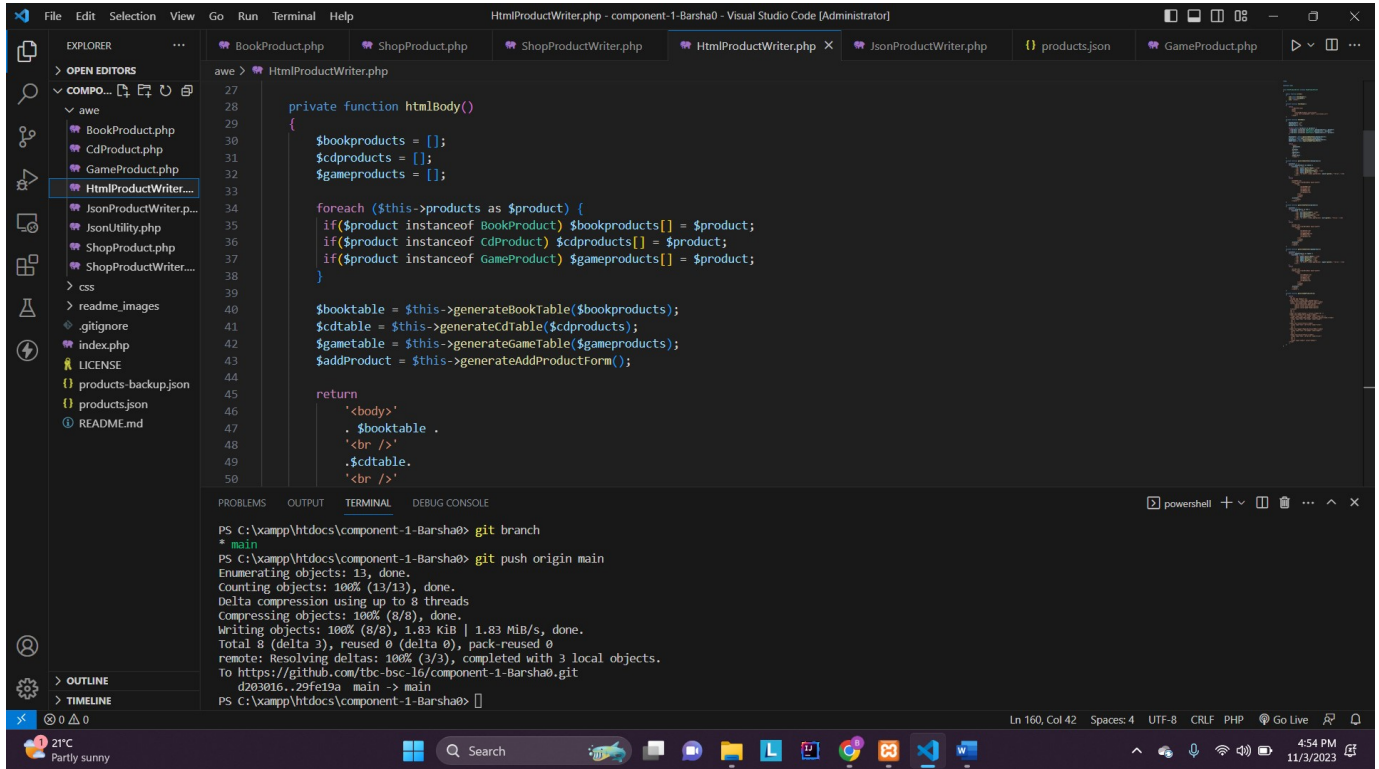 File Edit Selection View Go Run Terminal Help HtmlProductWriter.php - component-1-Barsha0 - Visual Studio Code [Administrator]
EXPLORER ...
BookProduct.php ShopProduct.php ShopProductWriter.php HtmlProductWriter.php JsonProductWriter.php {} products.json GameProduct.php
OPEN EDITORS
COMPO...
awe
BookProduct.php
CdProduct.php
GameProduct.php
HtmlProductWriter....
JsonProductWriter.p...
JsonUtility.php
ShopProduct.php
ShopProductWriter....
css
readme_images
.gitignore
index.php
LICENSE
{} products-backup.json
{} products.json
README.md
OUTLINE
TIMELINE
awe > HtmlProductWriter.php
27
28 private function htmlBody()
29 {
30 $bookproducts = [];
31 $cdproducts = [];
32 $gameproducts = [];
33
34 foreach ($this->products as $product) {
35 if($product instanceof BookProduct) $bookproducts[] = $product;
36 if($product instanceof CdProduct) $cdproducts[] = $product;
37 if($product instanceof GameProduct) $gameproducts[] = $product;
38 }
39
40 $booktable = $this->generateBookTable($bookproducts);
41 $cdtable = $this->generateCdTable($cdproducts);
42 $gametable = $this->generateGameTable($gameproducts);
43 $addProduct = $this->generateAddProductForm();
44
45 return
46 '<body>'
47 . $booktable .
48 '<br />'
49 .$cdtable.
50 '<br />'
PROBLEMS OUTPUT TERMINAL DEBUG CONSOLE powershell
PS C:\xampp\htdocs\component-1-Barsha0> git branch
* main
PS C:\xampp\htdocs\component-1-Barsha0> git push origin main
Enumerating objects: 13, done.
Counting objects: 100% (13/13), done.
Delta compression using up to 8 threads
Compressing objects: 100% (8/8), done.
Writing objects: 100% (8/8), 1.83 KiB | 1.83 MiB/s, done.
Total 8 (delta 3), reused 0 (delta 0), pack-reused 0
remote: Resolving deltas: 100% (3/3), completed with 3 local objects.
To https://github.com/tbc-bsc-l6/component-1-Barsha0.git
d203016..29fe19a main -> main
PS C:\xampp\htdocs\component-1-Barsha0>
0 0 Ln 160, Col 42 Spaces: 4 UTF-8 CRLF PHP Go Live
1 21°C
Partly sunny
Search
4:54 PM
11/3/2023